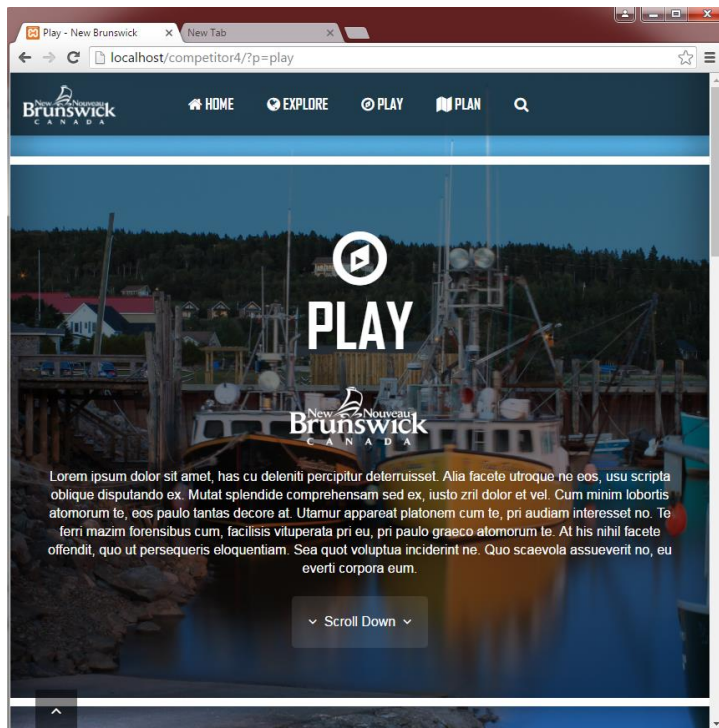 Play - New Brunswick
New Tab
localhost/competitor4/?p=play
New Nouveau
Brunswick
CANADA
HOME
EXPLORE
PLAY
PLAN
PLAY
New Nouveau
Brunswick
CANADA
Lorem ipsum dolor sit amet, has cu deleniti percipitur deterruisset. Alia facete utroque ne eos, usu scripta
oblique disputando ex. Mutat splendide comprehensam sed ex, iusto zril dolor et vel. Cum minim lobortis
atomorum te, eos paulo tantas decore at. Utamur appareat platonem cum te, pri audiam interesset no. Te
ferri mazim forensibus cum, facilisis vituperata pri eu, pri paulo graeco atomorum te. At his nihil facete
offendit, quo ut persequeris eloquentiam. Sea quot voluptua inciderint ne. Quo scaevola assueverit no, eu
everti corpora eum.
Scroll Down